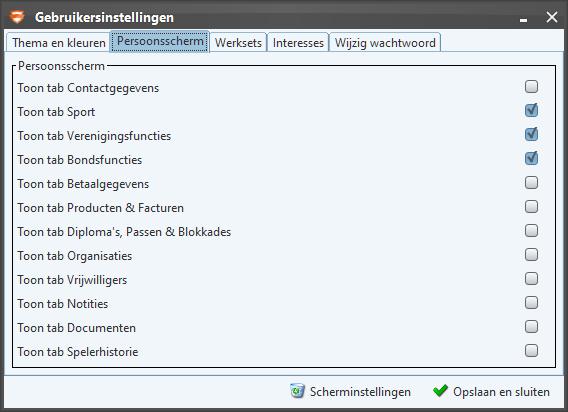 Gebruikersinstellingen
Thema en kleuren Persoonsscherm Werksets Interesses Wijzig wachtwoord
Persoonsscherm
Toon tab Contactgegevens
Toon tab Sport
Toon tab Verenigingsfuncties
Toon tab Bondsfuncties
Toon tab Betaalgegevens
Toon tab Producten & Facturen
Toon tab Diploma's, Passen & Blokkades
Toon tab Organisaties
Toon tab Vrijwilligers
Toon tab Notities
Toon tab Documenten
Toon tab Spelerhistorie
Scherminstellingen Opslaan en sluiten